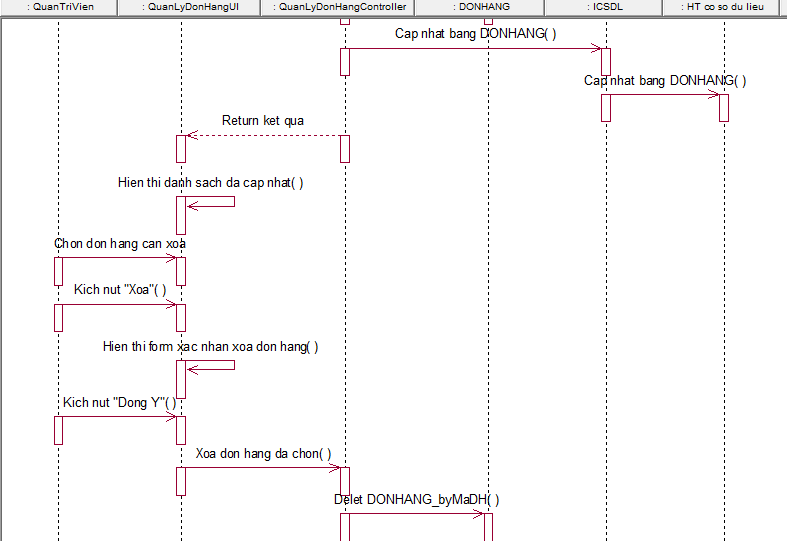 : QuanTriVien
: QuanLyDonHangUI
: QuanLyDonHangController
: DONHANG
: ICSDL
: HT co so du lieu
Cap nhat bang DONHANG( )
Cap nhat bang DONHANG( )
Return ket qua
Hien thi danh sach da cap nhat( )
Chon don hang can xoa
Kich nut "Xoa"( )
Hien thi form xac nhan xoa don hang( )
Kich nut "Dong Y"( )
Xoa don hang da chon( )
Delet DONHANG_byMaDH( )